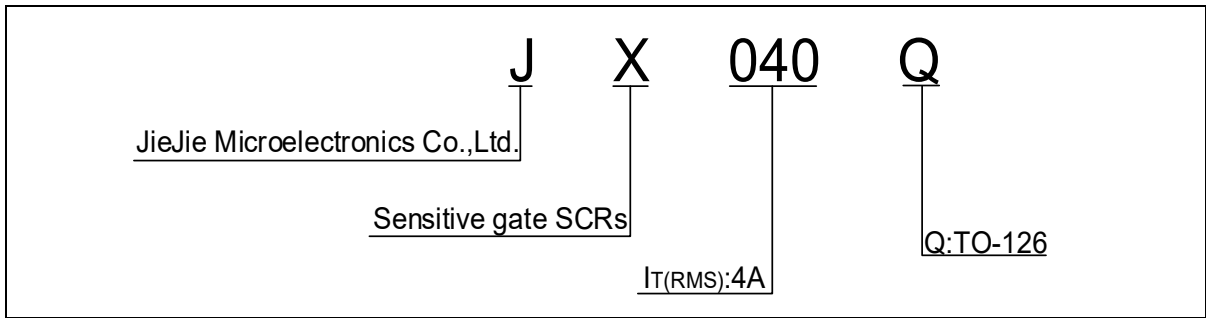 J X 040 Q
JieJie Microelectronics Co.,Ltd.
Sensitive gate SCRs
Q:TO-126
IT(RMS):4A